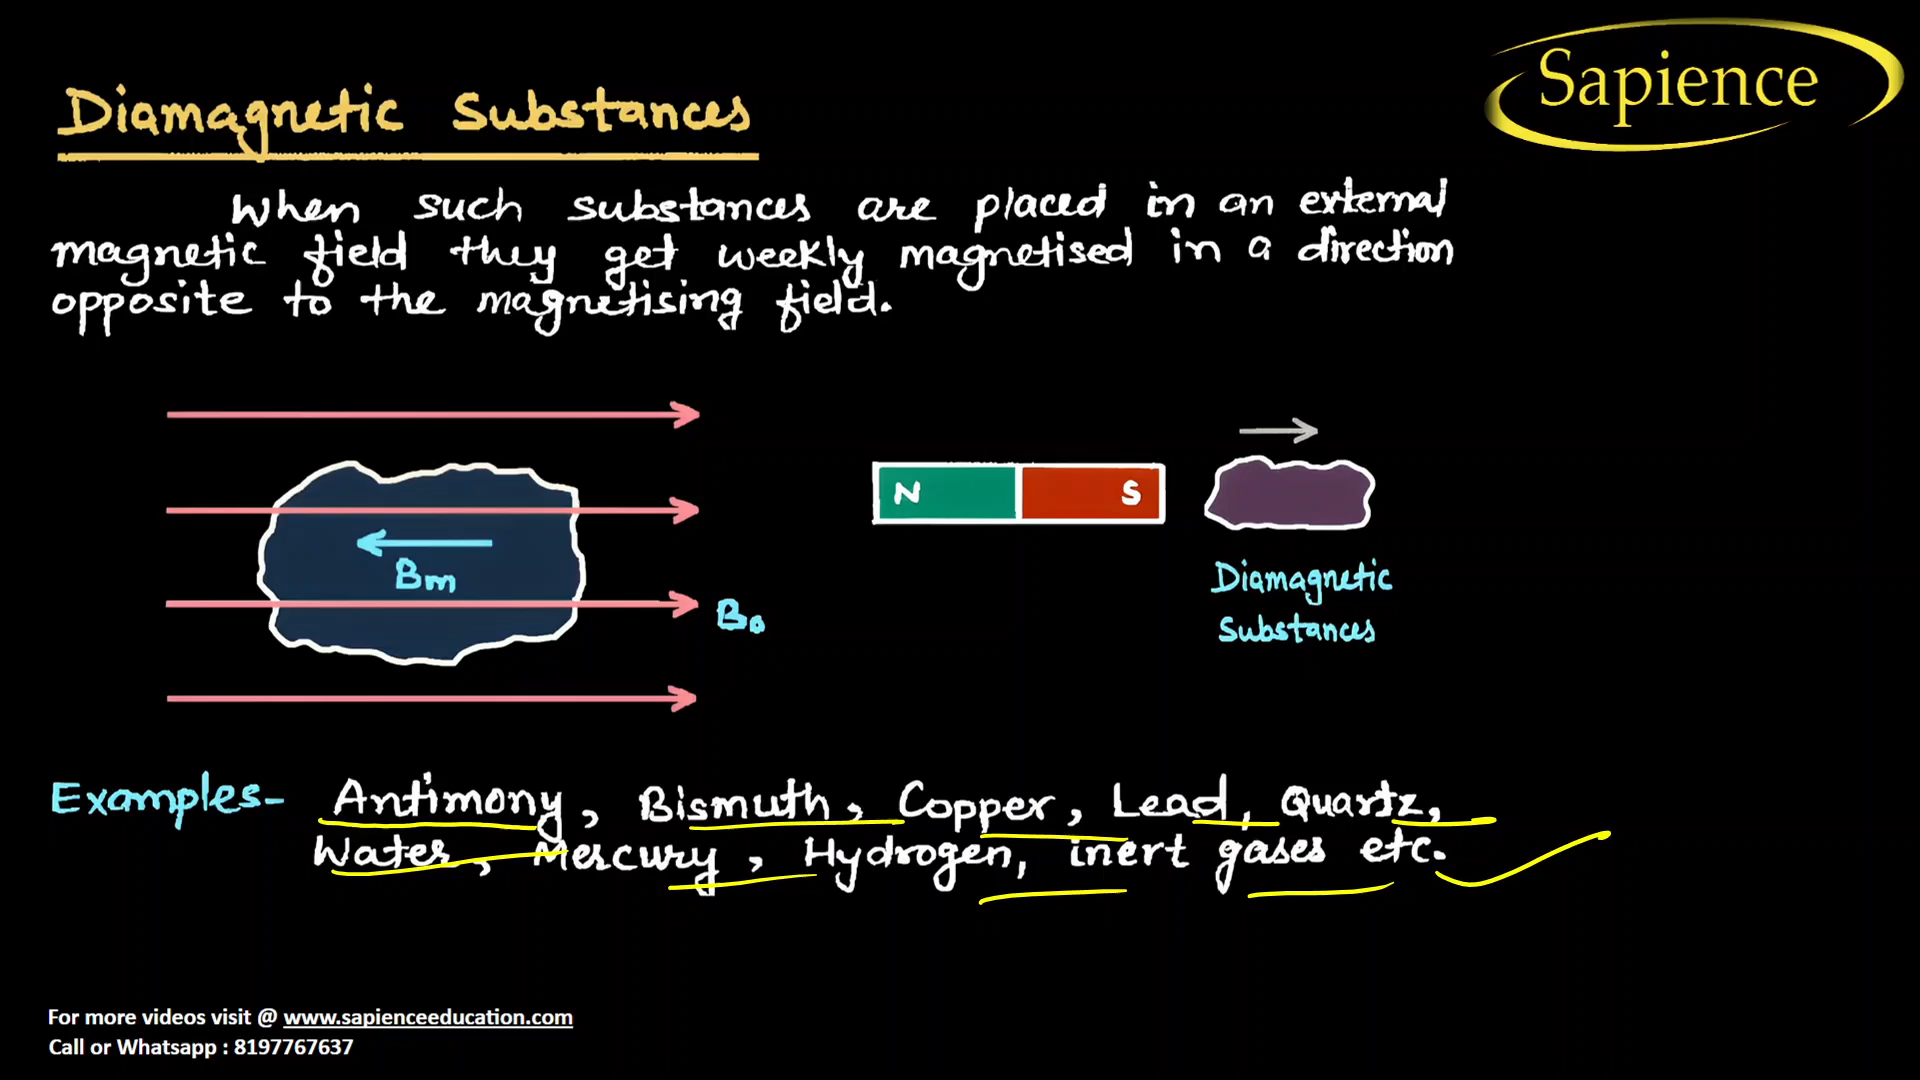 Sapience
Diamagnetic Substances
When such substances are placed in an external
magnetic field they get weekly magnetised in a direction
opposite to the magnetising field.
N S
Bm
B0
Diamagnetic
Substances
Examples- Antimony, Bismuth, Copper, Lead, Quartz,
Water, Mercury, Hydrogen, inert gases etc.
For more videos visit @ www.sapienceeducation.com
Call or Whatsapp : 8197767637